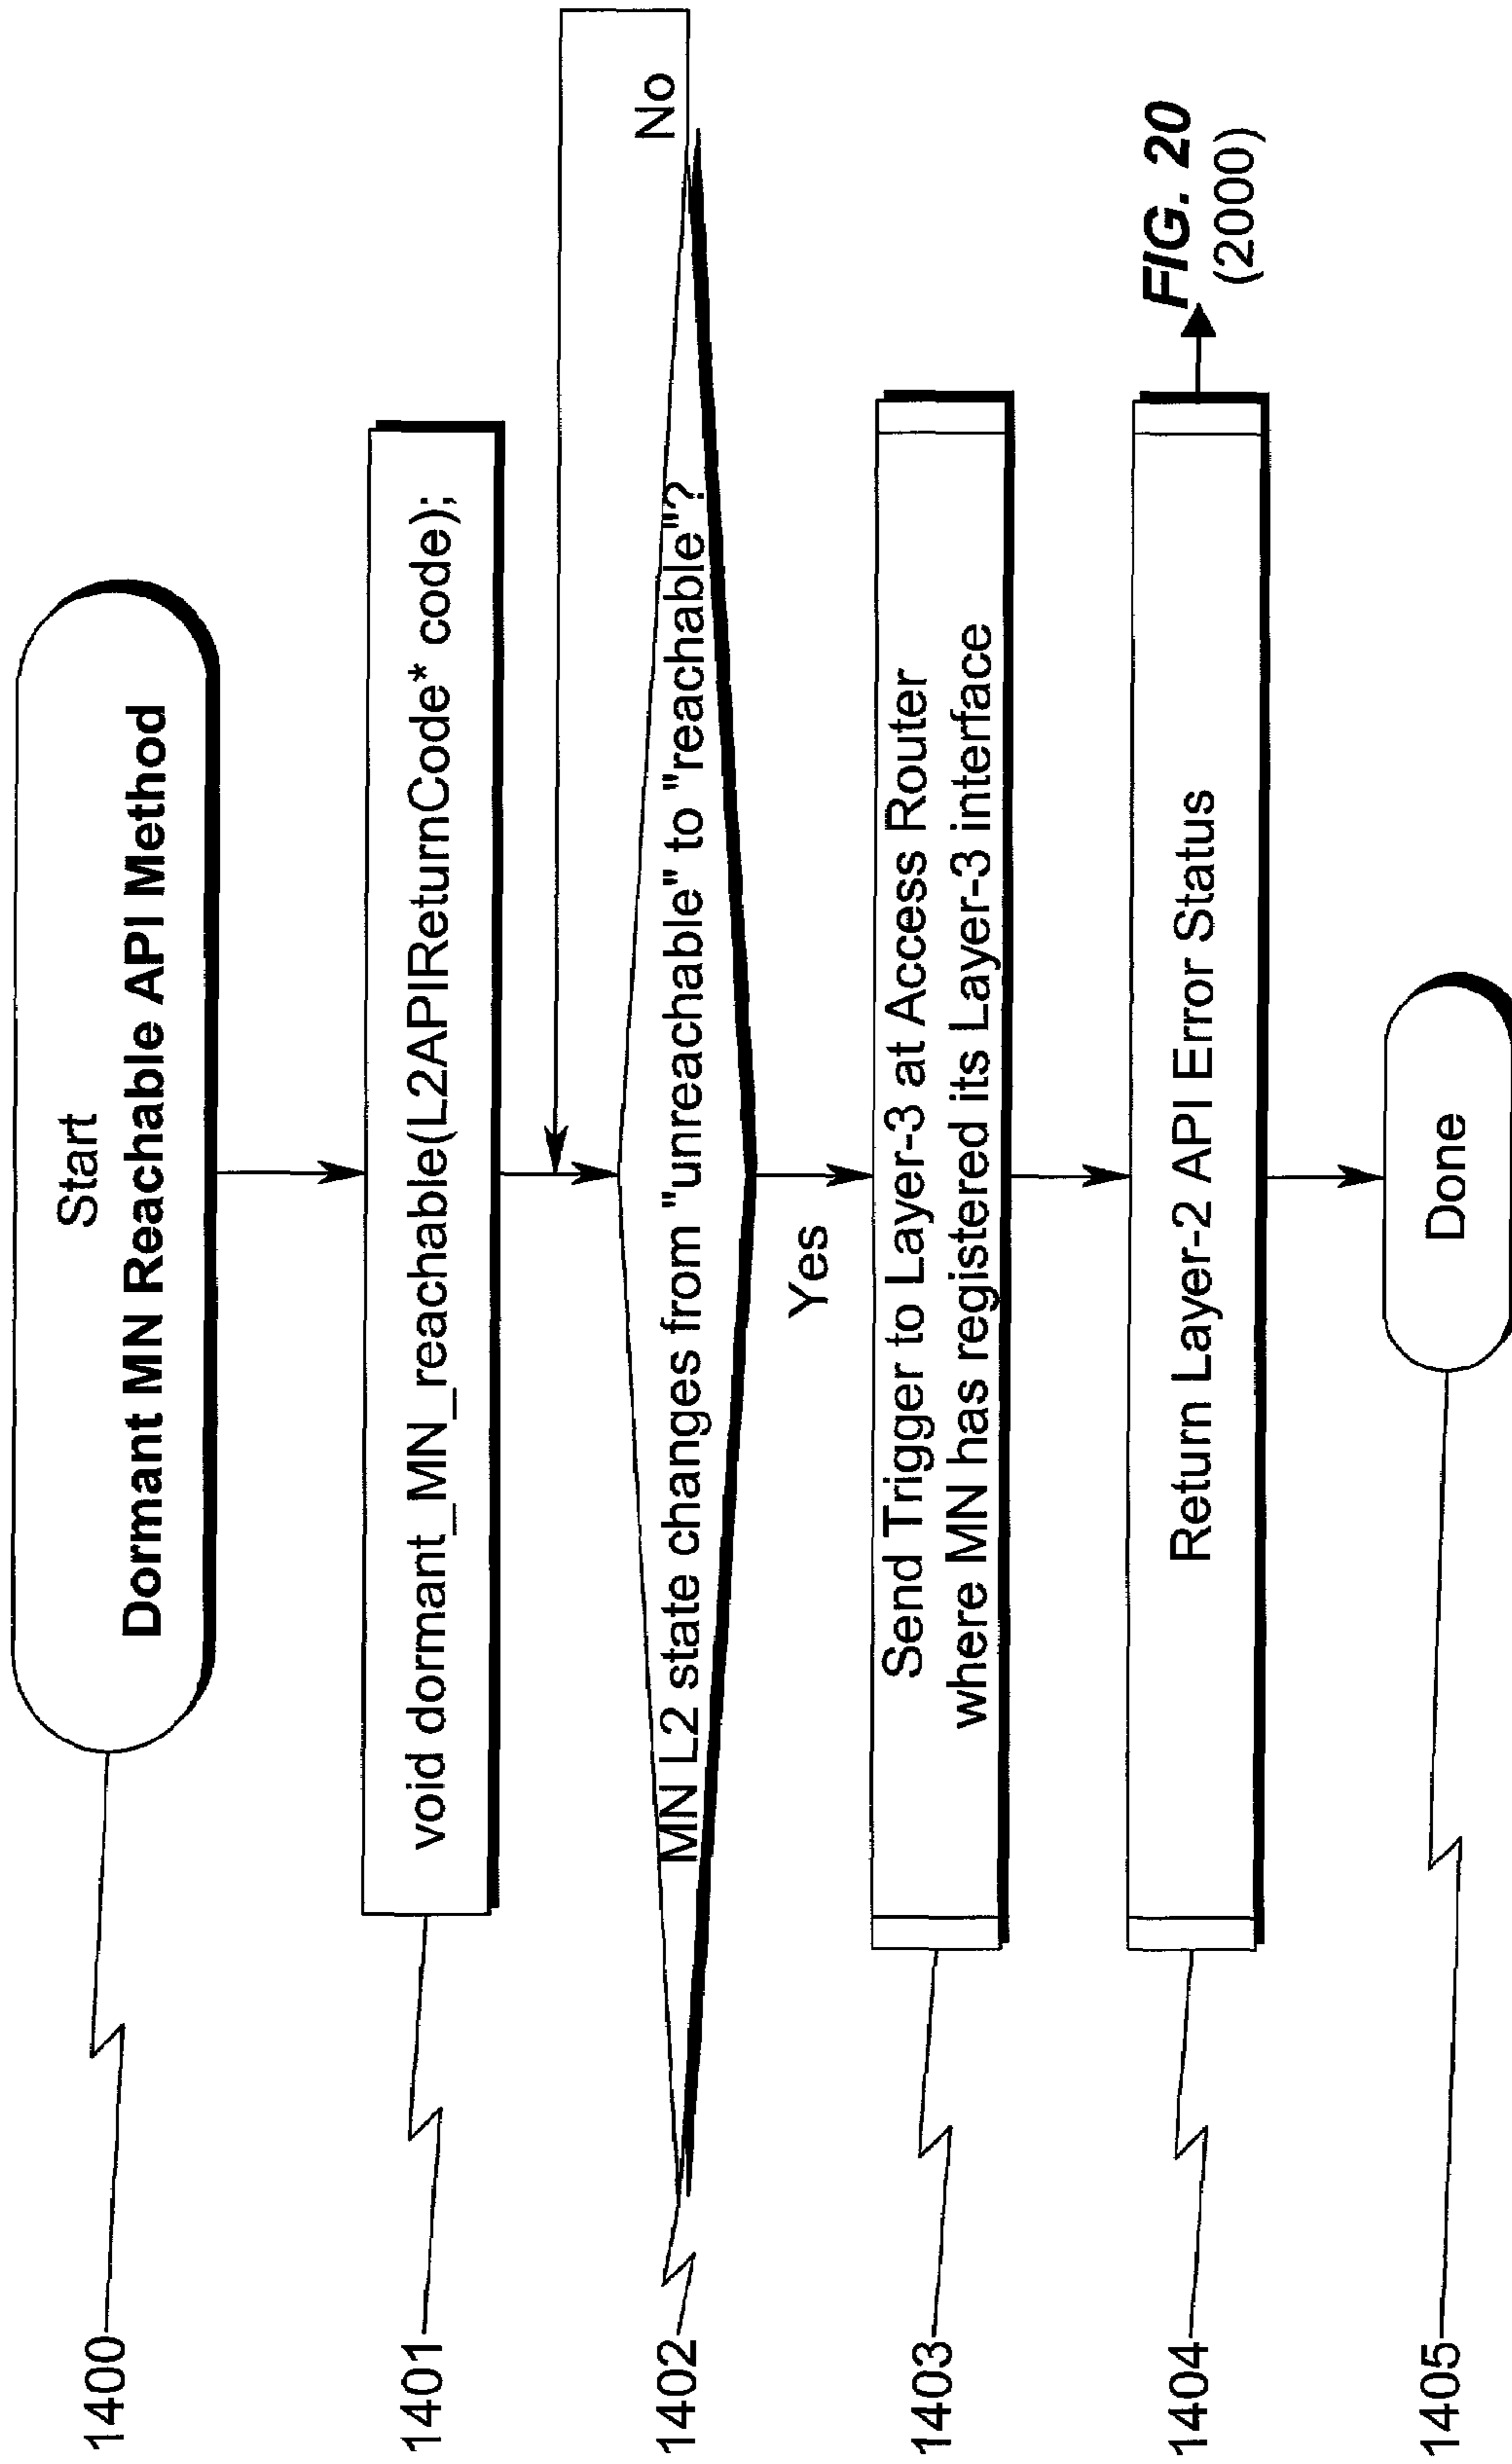 1400
Start
Dormant MN Reachable API Method
1401
void dormant_MN_reachable(L2APIReturnCode* code);
1402
MN L2 state changes from "unreachable" to "reachable"?
No
Yes
1403
Send Trigger to Layer-3 at Access Router
where MN has registered its Layer-3 interface
1404
Return Layer-2 API Error Status
FIG. 20
(2000)
1405
Done